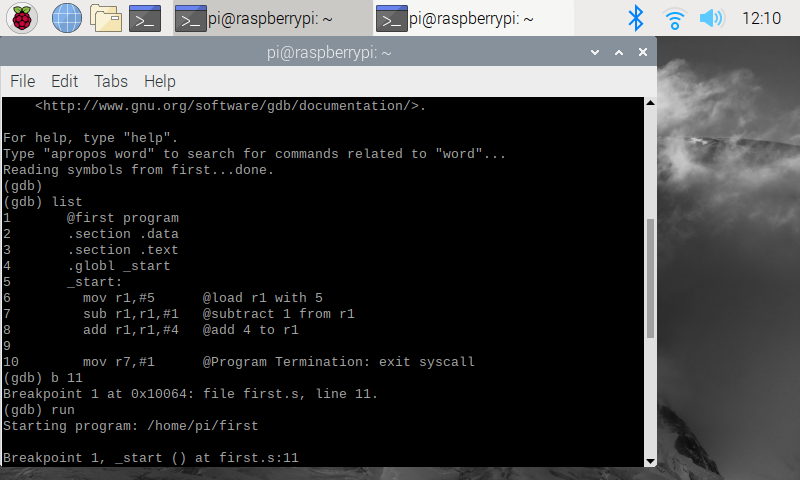 pi@raspberrypi: ~ pi@raspberrypi: ~ 12:10
pi@raspberrypi: ~
File Edit Tabs Help
<http://www.gnu.org/software/gdb/documentation/>.
For help, type "help".
Type "apropos word" to search for commands related to "word"...
Reading symbols from first...done.
(gdb)
(gdb) list
1 @first program
2 .section .data
3 .section .text
4 .globl _start
5 _start:
6 mov r1,#5 @load r1 with 5
7 sub r1,r1,#1 @subtract 1 from r1
8 add r1,r1,#4 @add 4 to r1
9
10 mov r7,#1 @Program Termination: exit syscall
(gdb) b 11
Breakpoint 1 at 0x10064: file first.s, line 11.
(gdb) run
Starting program: /home/pi/first
Breakpoint 1, _start () at first.s:11